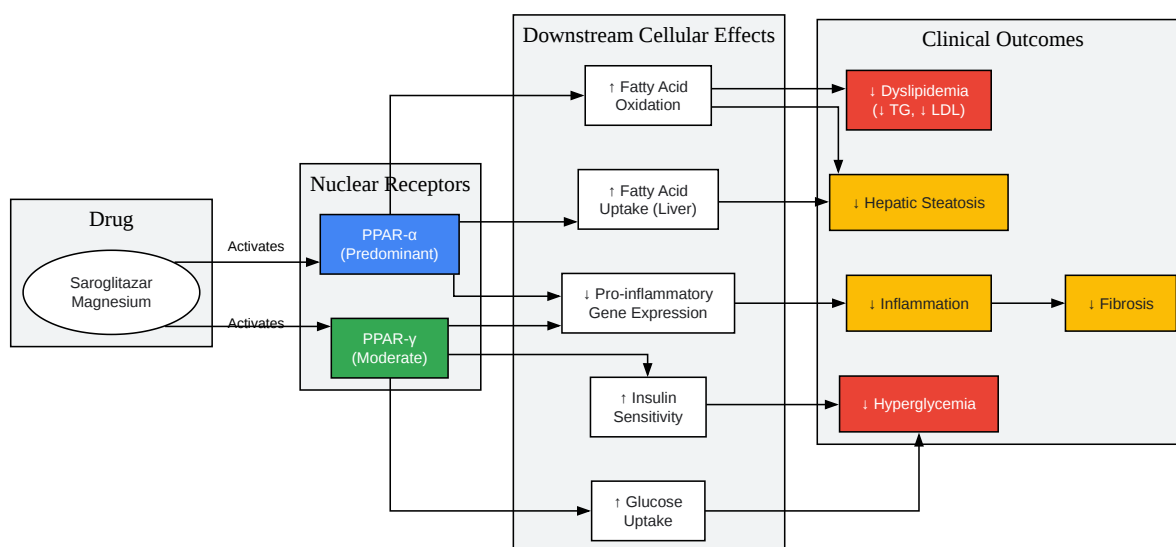 Drug
Saroglitazar
Magnesium
Activates
Activates
Nuclear Receptors
PPAR-α
(Predominant)
PPAR-γ
(Moderate)
Downstream Cellular Effects
↑ Fatty Acid
Oxidation
↑ Fatty Acid
Uptake (Liver)
↓ Pro-inflammatory
Gene Expression
↑ Insulin
Sensitivity
↑ Glucose
Uptake
Clinical Outcomes
↓ Dyslipidemia
(↓ TG, ↓ LDL)
↓ Hepatic Steatosis
↓ Inflammation
↓ Fibrosis
↓ Hyperglycemia